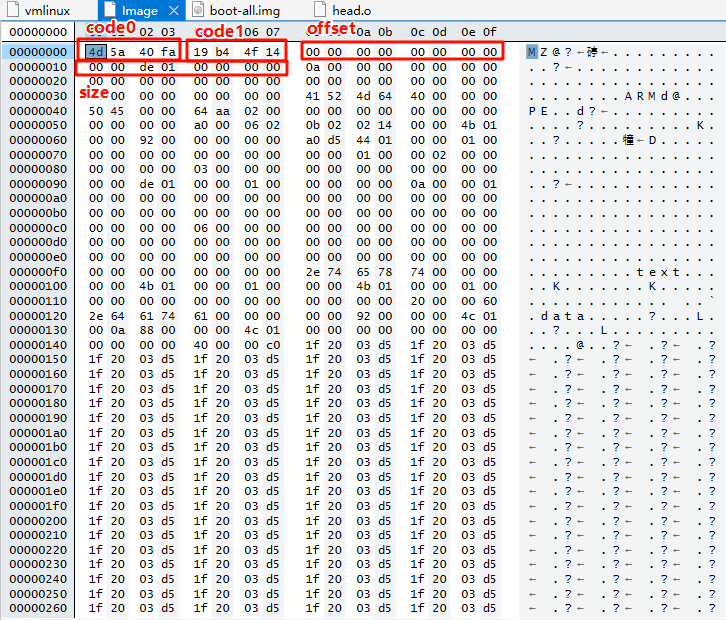 vmlinux Image × boot-all.img head.o
00000000 02 03 06 07 0a 0b 0c 0d 0e 0f
code0 code1 offset
00000000 4d 5a 40 fa 19 b4 4f 14 00 00 00 00 00 00 00 00 MZ@?←
00000010 00 00 de 01 00 00 00 00 0a 00 00 00 00 00 00 00 ..?←............
00000020 00 00 00 00 00 00 00 00 00 00 00 00 00 00 00 00 ................
size
00000030 00 00 00 00 00 00 00 00 41 52 4d 64 40 00 00 00 ........ARMd@...
00000040 50 45 00 00 64 aa 02 00 00 00 00 00 00 00 00 00 PE..d?←.........
00000050 00 00 00 00 a0 00 06 02 0b 02 02 14 00 00 4b 01 ....?.........K.
00000060 00 00 92 00 00 00 00 00 a0 d5 44 01 00 00 01 00 ..?.....
00000070 00 00 00 00 00 00 00 00 00 00 01 00 00 02 00 00 ................
00000080 00 00 00 00 03 00 00 00 00 00 00 00 00 00 00 00 ................
00000090 00 00 de 01 00 00 01 00 00 00 00 00 0a 00 00 01 ..?←............
000000a0 00 00 00 00 00 00 00 00 00 00 00 00 00 00 00 00 ................
000000b0 00 00 00 00 00 00 00 00 00 00 00 00 00 00 00 00 ................
000000c0 00 00 00 00 06 00 00 00 00 00 00 00 00 00 00 00 ................
000000d0 00 00 00 00 00 00 00 00 00 00 00 00 00 00 00 00 ................
000000e0 00 00 00 00 00 00 00 00 00 00 00 00 00 00 00 00 ................
000000f0 00 00 00 00 00 00 00 00 2e 74 65 78 74 00 00 00 .........text...
00000100 00 00 4b 01 00 00 01 00 00 00 4b 01 00 00 01 00 ..K.......K.....
00000110 00 00 00 00 00 00 00 00 00 00 00 00 20 00 00 60 ............ ..`
00000120 2e 64 61 74 61 00 00 00 00 00 92 00 00 00 4c 01 .data.....?...L.
00000130 00 0a 88 00 00 00 4c 01 00 00 00 00 00 00 00 00 ..?...L.........
00000140 00 00 00 00 40 00 00 c0 1f 20 03 d5 1f 20 03 d5 ....@..?← .?← .?
00000150 1f 20 03 d5 1f 20 03 d5 1f 20 03 d5 1f 20 03 d5 ← .?← .?← .?← .?
00000160 1f 20 03 d5 1f 20 03 d5 1f 20 03 d5 1f 20 03 d5 ← .?← .?← .?← .?
00000170 1f 20 03 d5 1f 20 03 d5 1f 20 03 d5 1f 20 03 d5 ← .?← .?← .?← .?
00000180 1f 20 03 d5 1f 20 03 d5 1f 20 03 d5 1f 20 03 d5 ← .?← .?← .?← .?
00000190 1f 20 03 d5 1f 20 03 d5 1f 20 03 d5 1f 20 03 d5 ← .?← .?← .?← .?
000001a0 1f 20 03 d5 1f 20 03 d5 1f 20 03 d5 1f 20 03 d5 ← .?← .?← .?← .?
000001b0 1f 20 03 d5 1f 20 03 d5 1f 20 03 d5 1f 20 03 d5 ← .?← .?← .?← .?
000001c0 1f 20 03 d5 1f 20 03 d5 1f 20 03 d5 1f 20 03 d5 ← .?← .?← .?← .?
000001d0 1f 20 03 d5 1f 20 03 d5 1f 20 03 d5 1f 20 03 d5 ← .?← .?← .?← .?
000001e0 1f 20 03 d5 1f 20 03 d5 1f 20 03 d5 1f 20 03 d5 ← .?← .?← .?← .?
000001f0 1f 20 03 d5 1f 20 03 d5 1f 20 03 d5 1f 20 03 d5 ← .?← .?← .?← .?
00000200 1f 20 03 d5 1f 20 03 d5 1f 20 03 d5 1f 20 03 d5 ← .?← .?← .?← .?
00000210 1f 20 03 d5 1f 20 03 d5 1f 20 03 d5 1f 20 03 d5 ← .?← .?← .?← .?
00000220 1f 20 03 d5 1f 20 03 d5 1f 20 03 d5 1f 20 03 d5 ← .?← .?← .?← .?
00000230 1f 20 03 d5 1f 20 03 d5 1f 20 03 d5 1f 20 03 d5 ← .?← .?← .?← .?
00000240 1f 20 03 d5 1f 20 03 d5 1f 20 03 d5 1f 20 03 d5 ← .?← .?← .?← .?
00000250 1f 20 03 d5 1f 20 03 d5 1f 20 03 d5 1f 20 03 d5 ← .?← .?← .?← .?
00000260 1f 20 03 d5 1f 20 03 d5 1f 20 03 d5 1f 20 03 d5 ← .?← .?← .?← .?